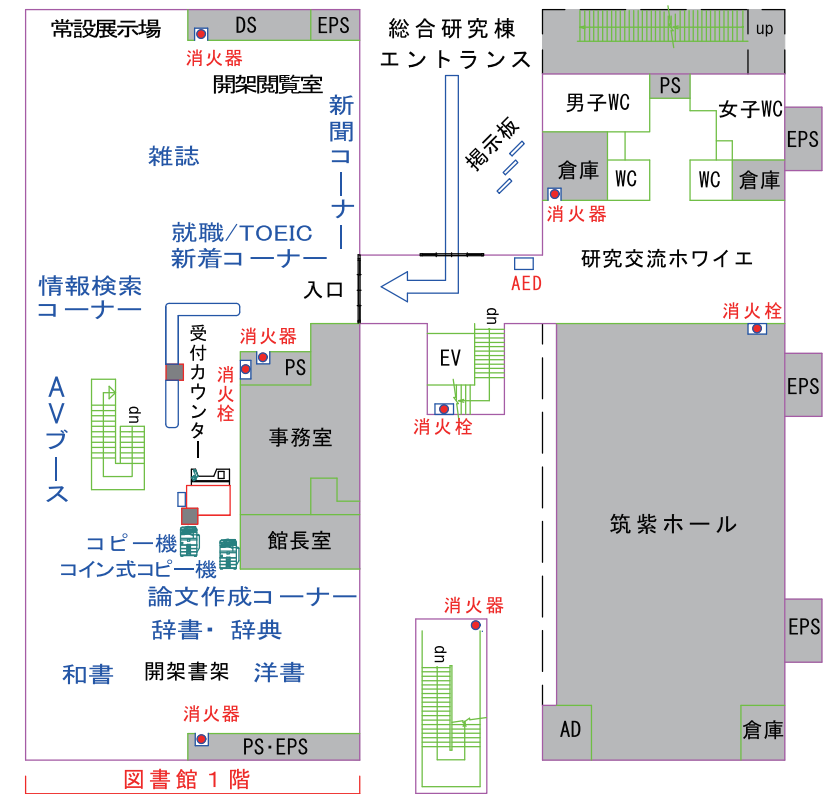 常設展示場
DS
EPS
消火器
開架閲覧室
新聞コーナー
雑誌
就職/TOEIC
新着コーナー
情報検索
コーナー
入口
受付カウンター
消火器
消火栓
PS
AVブース
dn
事務室
館長室
コピー機
コイン式コピー機
論文作成コーナー
辞書・辞典
和書
開架書架
洋書
消火器
PS・EPS
図書館1階
総合研究棟
エントランス
掲示板
AED
dn
EV
消火栓
消火器
dn
up
男子WC
PS
女子WC
EPS
倉庫
WC
WC
倉庫
消火器
研究交流ホワイエ
消火栓
EPS
筑紫ホール
EPS
AD
倉庫